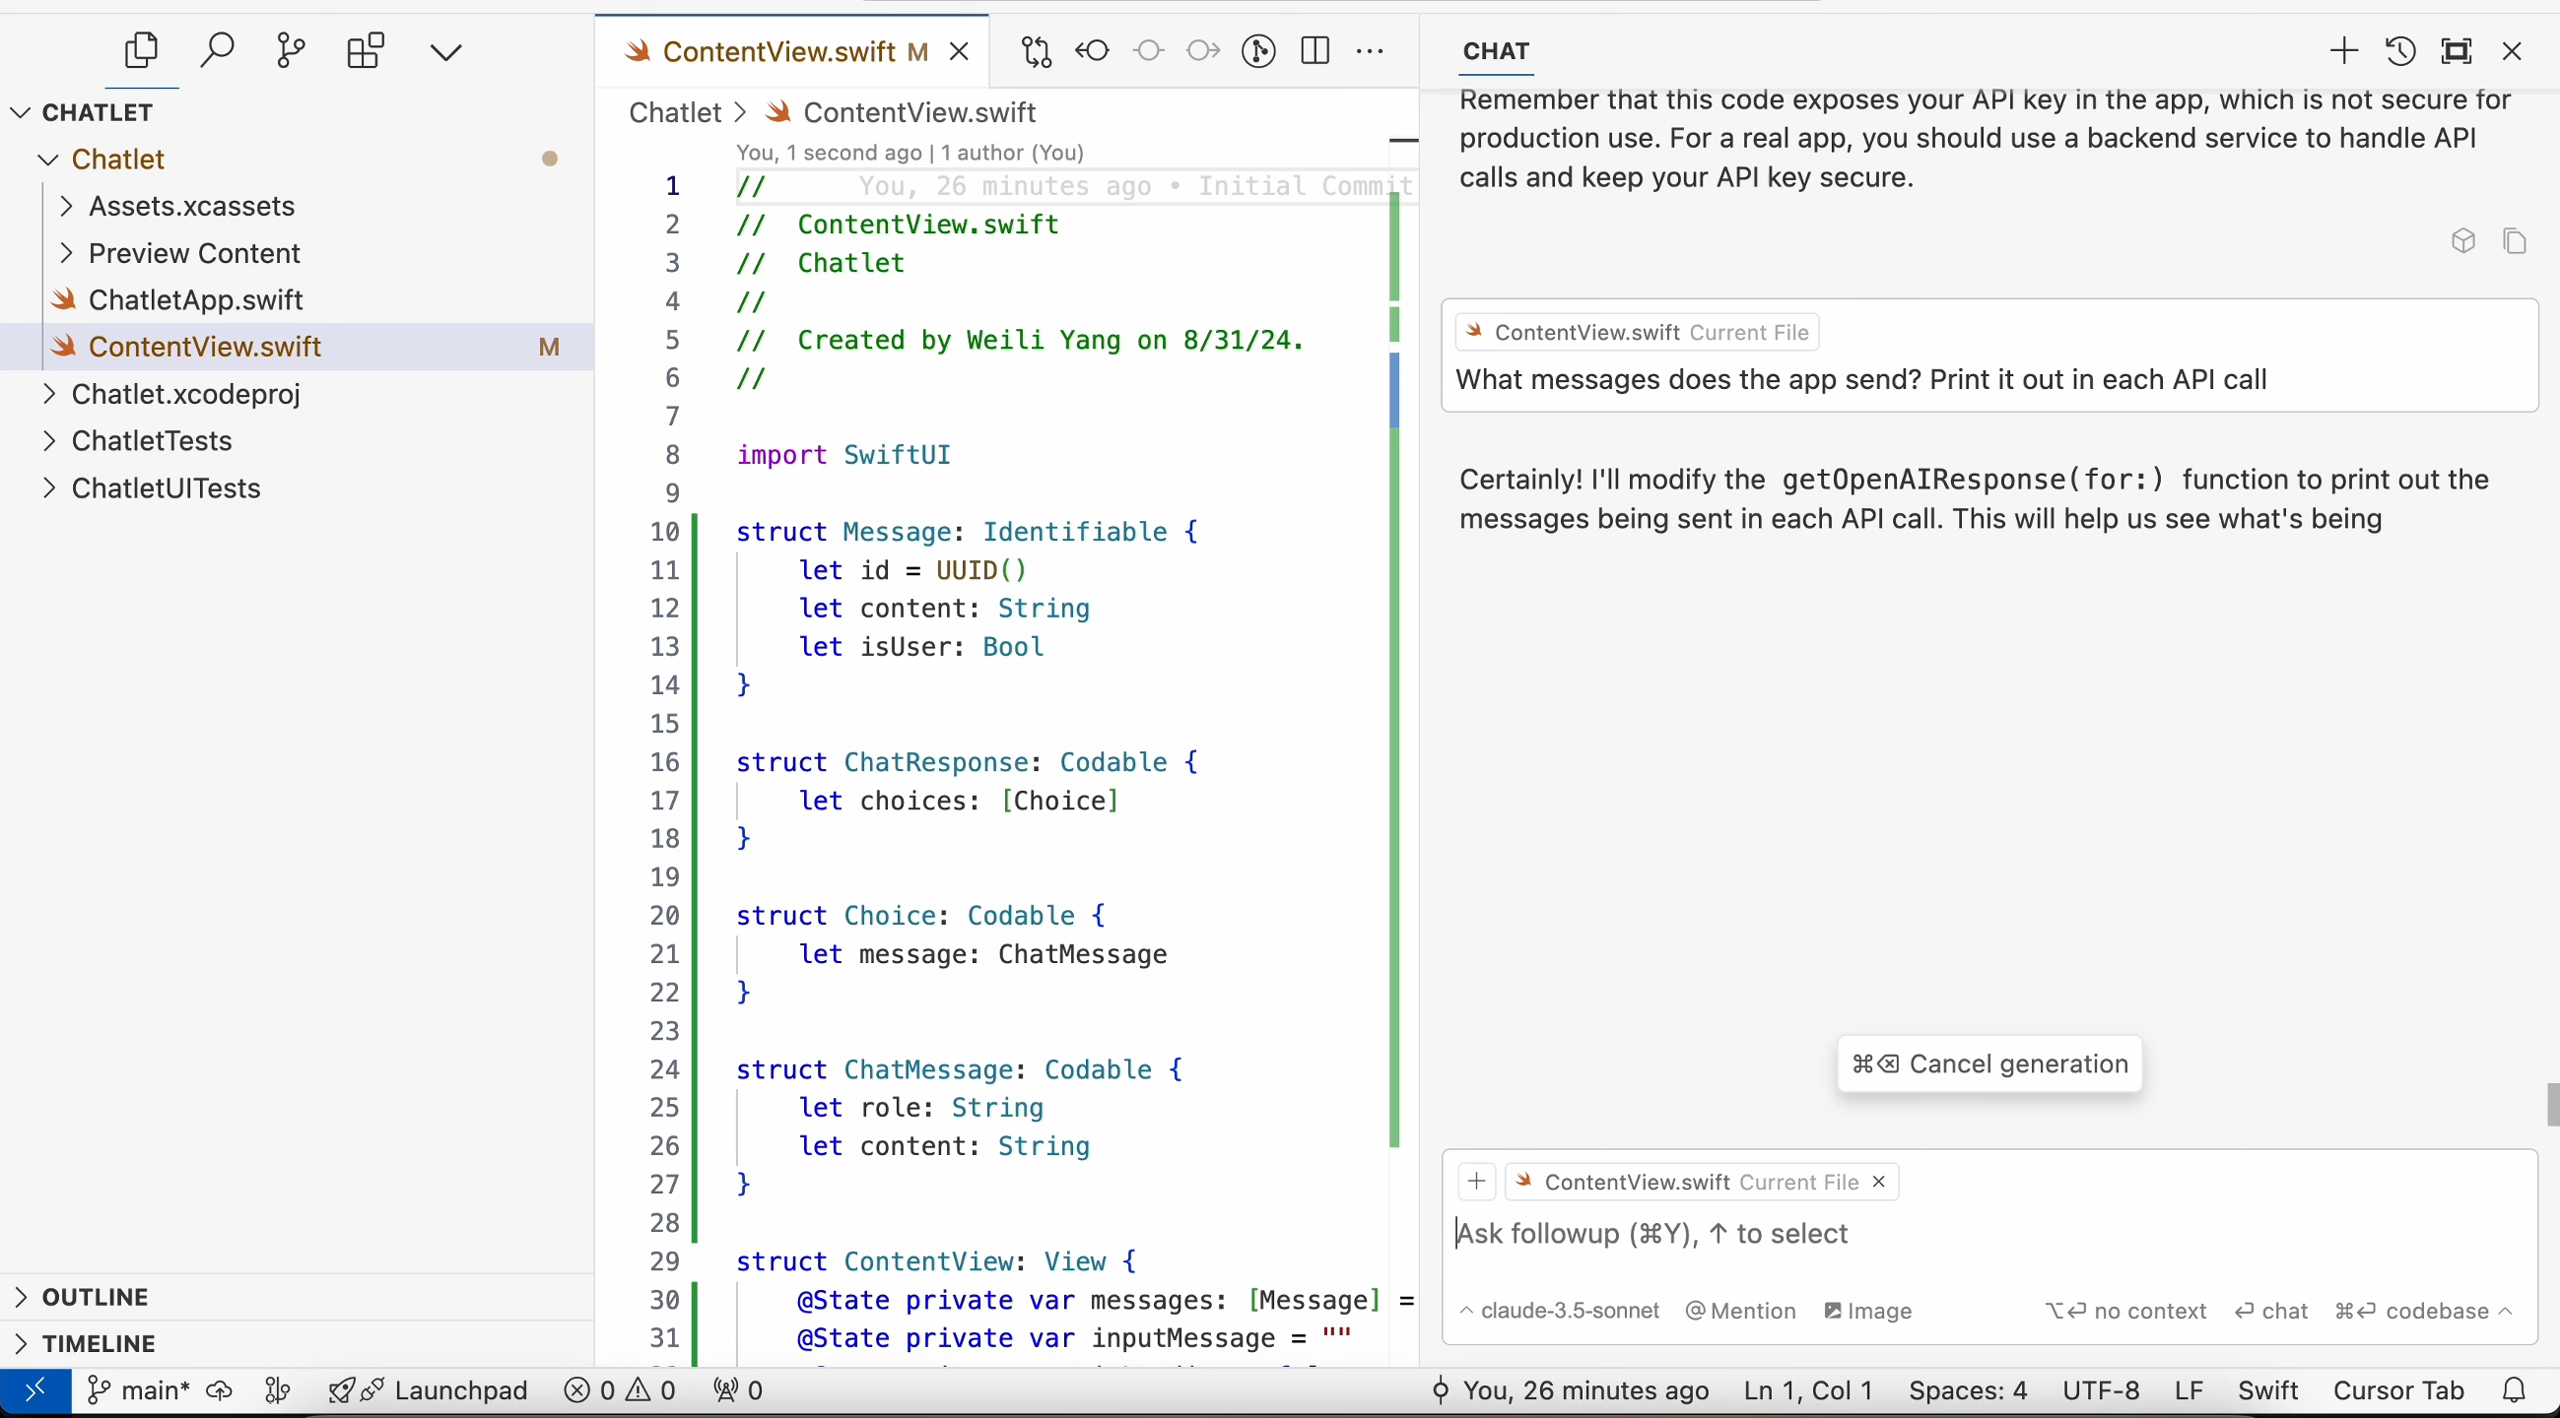 CHATLET
Chatlet
Assets.xcassets
Preview Content
ChatletApp.swift
ContentView.swift M
Chatlet.xcodeproj
ChatletTests
ChatletUITests
OUTLINE
TIMELINE
ContentView.swift M
Chatlet > ContentView.swift
You, 1 second ago | 1 author (You)
1 // You, 26 minutes ago • Initial Commit
2 // ContentView.swift
3 // Chatlet
4 //
5 // Created by Weili Yang on 8/31/24.
6 //
7
8 import SwiftUI
9
10 struct Message: Identifiable {
11 let id = UUID()
12 let content: String
13 let isUser: Bool
14 }
15
16 struct ChatResponse: Codable {
17 let choices: [Choice]
18 }
19
20 struct Choice: Codable {
21 let message: ChatMessage
22 }
23
24 struct ChatMessage: Codable {
25 let role: String
26 let content: String
27 }
28
29 struct ContentView: View {
30 @State private var messages: [Message] =
31 @State private var inputMessage = ""
CHAT
Remember that this code exposes your API key in the app, which is not secure for
production use. For a real app, you should use a backend service to handle API
calls and keep your API key secure.
ContentView.swift Current File
What messages does the app send? Print it out in each API call
Certainly! I'll modify the getOpenAIResponse(for:) function to print out the
messages being sent in each API call. This will help us see what's being
⌘⌫ Cancel generation
+ ContentView.swift Current File ×
Ask followup (⌘Y), ↑ to select
claude-3.5-sonnet @ Mention Image ⌥⏎ no context ⏎ chat ⌘⏎ codebase
main* Launchpad 0 0 0 You, 26 minutes ago Ln 1, Col 1 Spaces: 4 UTF-8 LF Swift Cursor Tab